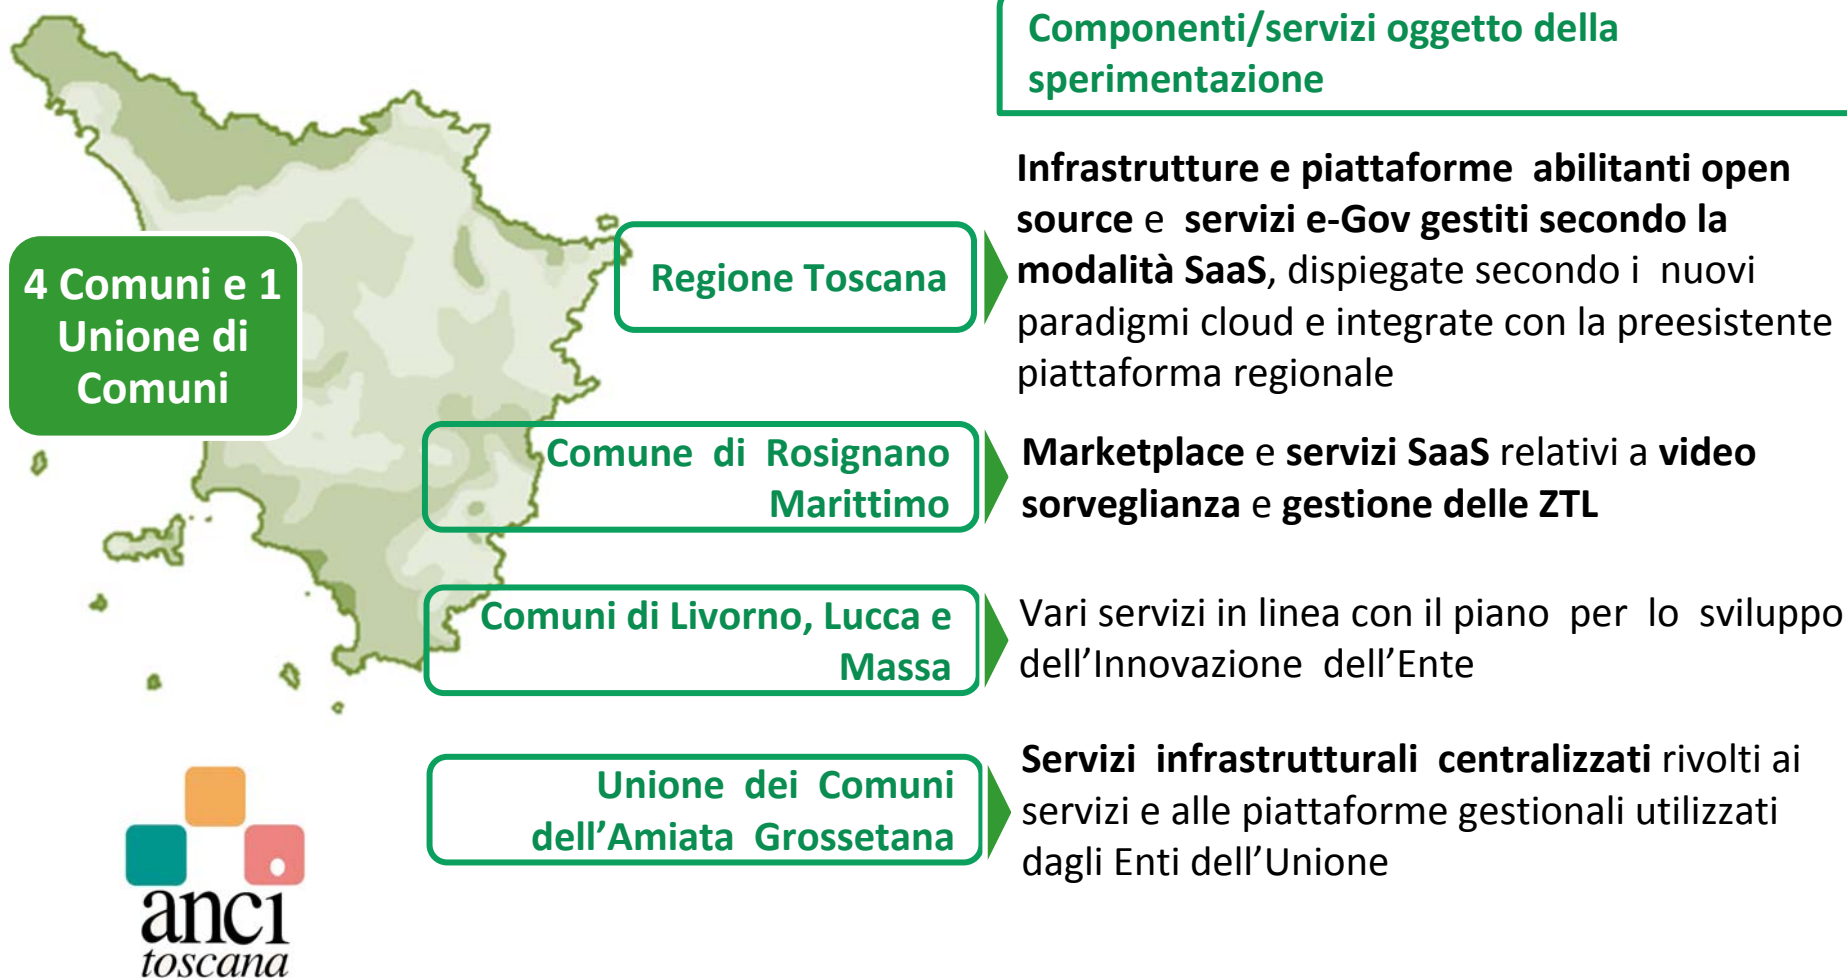 Componenti/servizi oggetto della
sperimentazione
4 Comuni e 1
Unione di
Comuni
Regione Toscana
Infrastrutture e piattaforme abilitanti open
source e servizi e-Gov gestiti secondo la
modalità SaaS, dispiegate secondo i nuovi
paradigmi cloud e integrate con la preesistente
piattaforma regionale
Comune di Rosignano
Marittimo
Marketplace e servizi SaaS relativi a video
sorveglianza e gestione delle ZTL
Comuni di Livorno, Lucca e
Massa
Vari servizi in linea con il piano per lo sviluppo
dell’Innovazione dell’Ente
Unione dei Comuni
dell’Amiata Grossetana
Servizi infrastrutturali centralizzati rivolti ai
servizi e alle piattaforme gestionali utilizzati
dagli Enti dell’Unione
anci
toscana